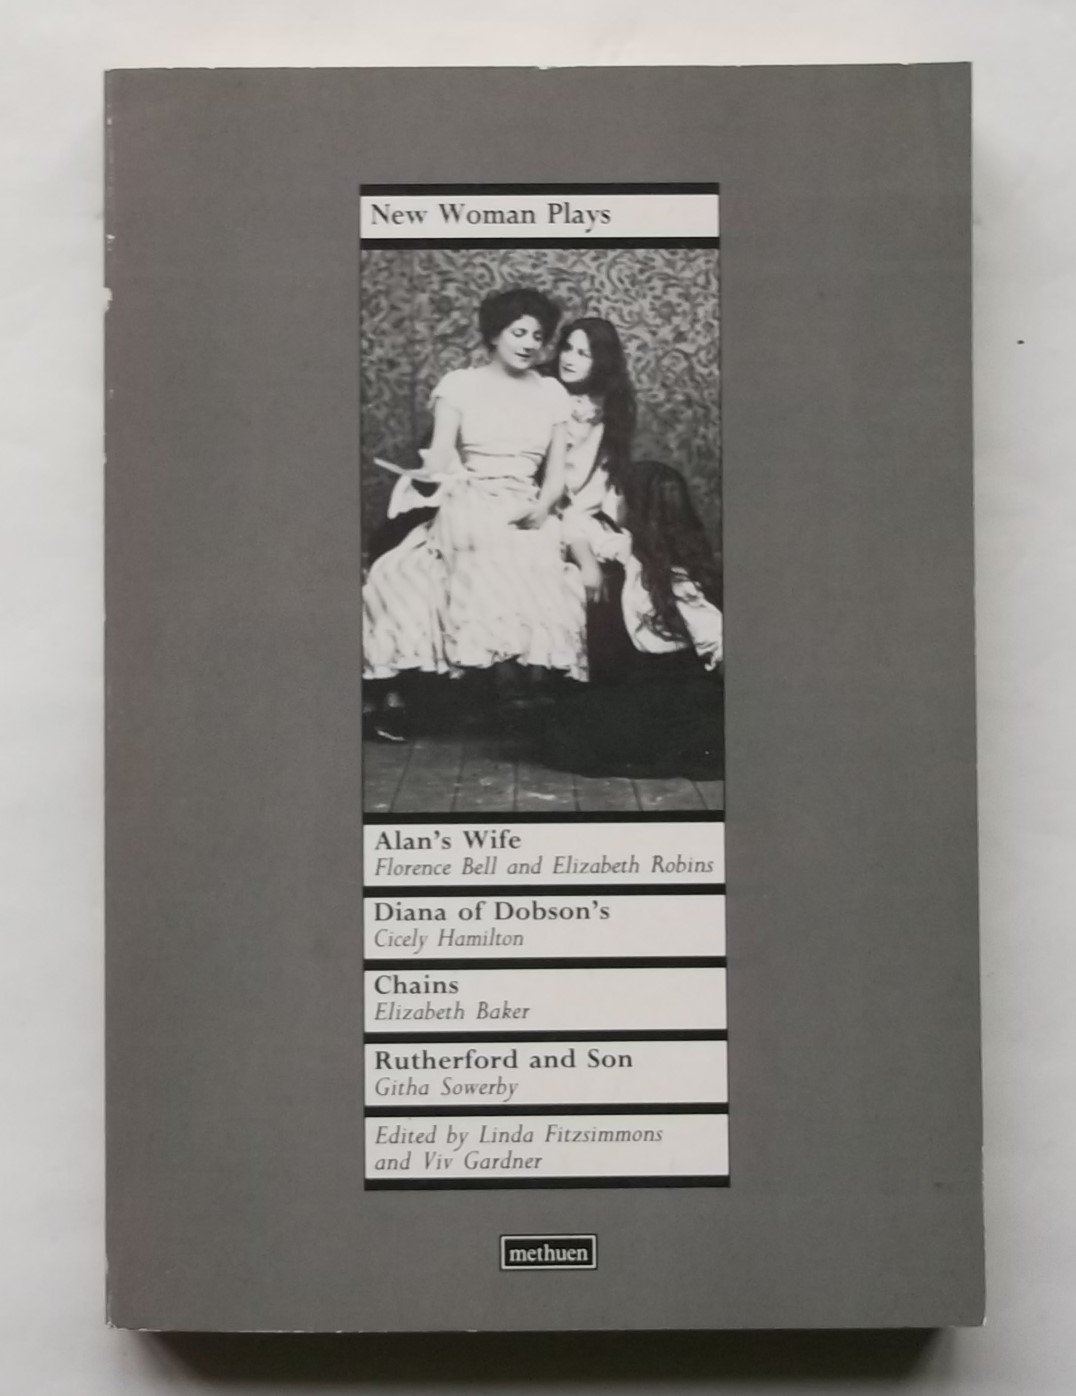 New Woman Plays
Alan's Wife
Florence Bell and Elizabeth Robins
Diana of Dobson's
Cicely Hamilton
Chains
Elizabeth Baker
Rutherford and Son
Githa Sowerby
Edited by Linda Fitzsimmons
and Viv Gardner
methuen